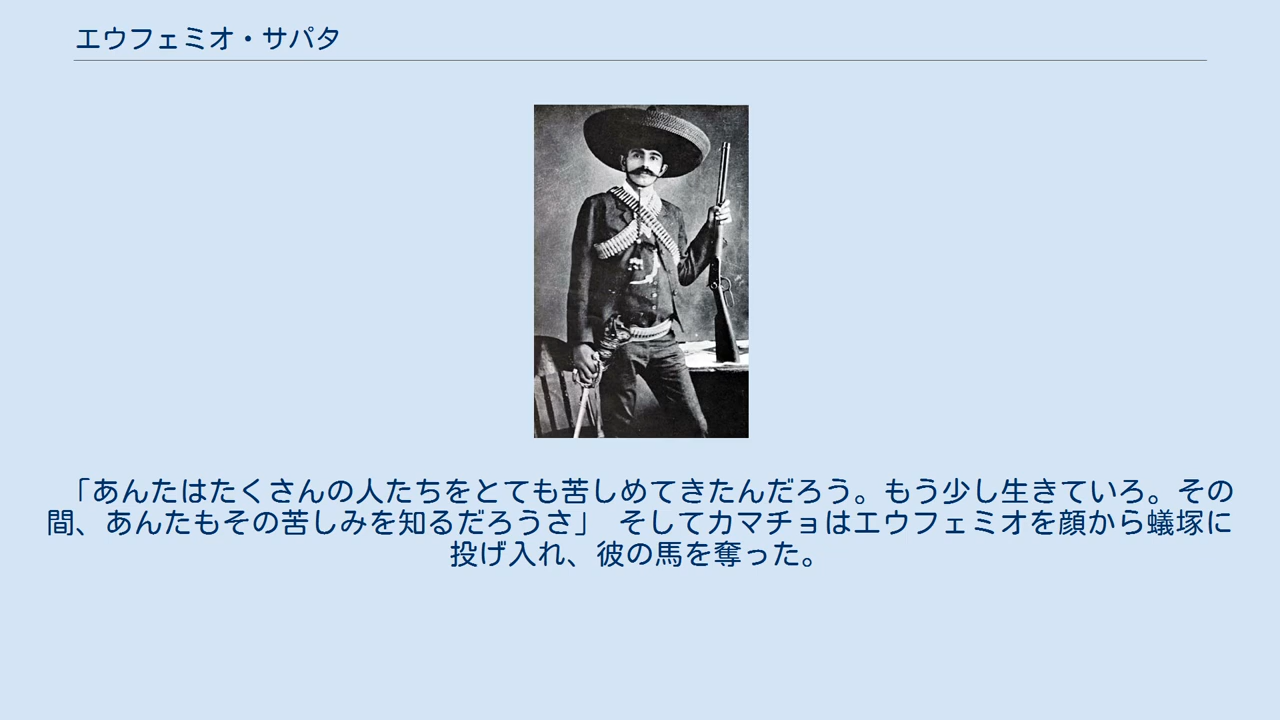 エウフェミオ・サパタ
「あんたはたくさんの人たちをとても苦しめてきたんだろう。もう少し生きていろ。その
間、あんたもその苦しみを知るだろうさ」 そしてカマチョはエウフェミオを顔から蟻塚に
投げ入れ、彼の馬を奪った。